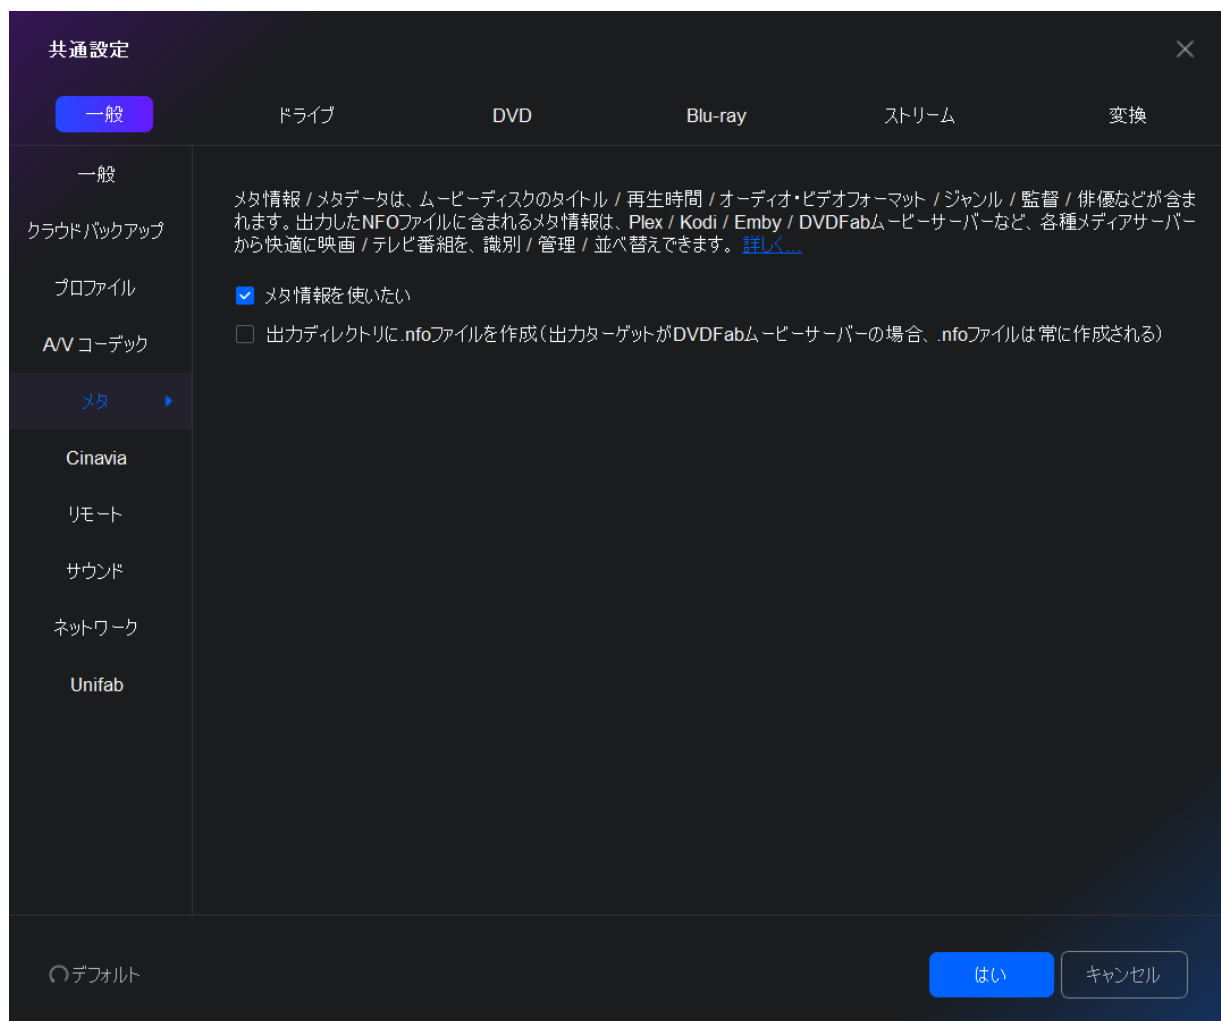 共通設定
一般
ドライブ
DVD
Blu-ray
ストリーム
変換
一般
クラウドバックアップ
プロファイル
A/V コーデック
メタ
Cinavia
リモート
サウンド
ネットワーク
Unifab
メタ情報 / メタデータは、ムービーディスクのタイトル / 再生時間 / オーディオ・ビデオフォーマット / ジャンル / 監督 / 俳優などが含ま
れます。出力したNFOファイルに含まれるメタ情報は、Plex / Kodi / Emby / DVDFabムービーサーバーなど、各種メディアサーバー
から快適に映画 / テレビ番組を、識別 / 管理 / 並べ替えできます。 詳しく...
メタ情報を使いたい
出力ディレクトリに.nfoファイルを作成(出力ターゲットがDVDFabムービーサーバーの場合、.nfoファイルは常に作成される)
デフォルト
はい
キャンセル